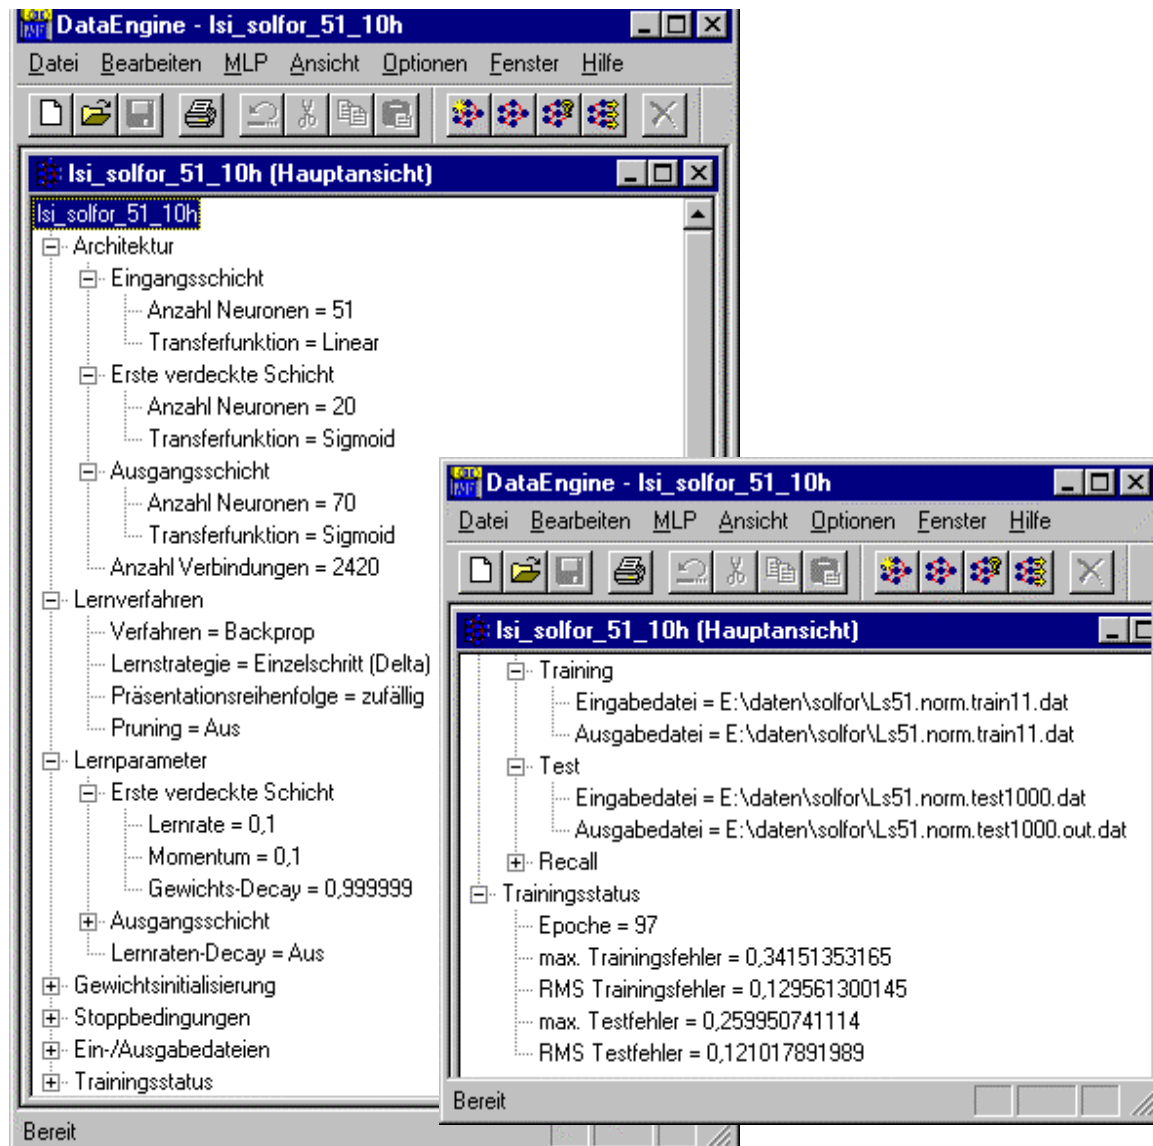 DataEngine - lsi_solfor_51_10h
Datei Bearbeiten MLP Ansicht Optionen Fenster Hilfe
lsi_solfor_51_10h (Hauptansicht)
lsi_solfor_51_10h
Architektur
Eingangsschicht
Anzahl Neuronen = 51
Transferfunktion = Linear
Erste verdeckte Schicht
Anzahl Neuronen = 20
Transferfunktion = Sigmoid
Ausgangsschicht
Anzahl Neuronen = 70
Transferfunktion = Sigmoid
Anzahl Verbindungen = 2420
Lernverfahren
Verfahren = Backprop
Lernstrategie = Einzelschritt (Delta)
Präsentationsreihenfolge = zufällig
Pruning = Aus
Lernparameter
Erste verdeckte Schicht
Lernrate = 0,1
Momentum = 0,1
Gewichts-Decay = 0,999999
Ausgangsschicht
Lernraten-Decay = Aus
Gewichtsinitialisierung
Stoppbedingungen
Ein-/Ausgabedateien
Trainingsstatus
Bereit
DataEngine - lsi_solfor_51_10h
Datei Bearbeiten MLP Ansicht Optionen Fenster Hilfe
lsi_solfor_51_10h (Hauptansicht)
Training
Eingabedatei = E:\daten\solfor\Ls51.norm.train11.dat
Ausgabedatei = E:\daten\solfor\Ls51.norm.train11.dat
Test
Eingabedatei = E:\daten\solfor\Ls51.norm.test1000.dat
Ausgabedatei = E:\daten\solfor\Ls51.norm.test1000.out.dat
Recall
Trainingsstatus
Epoche = 97
max. Trainingsfehler = 0,34151353165
RMS Trainingsfehler = 0,129561300145
max. Testfehler = 0,259950741114
RMS Testfehler = 0,121017891989
Bereit